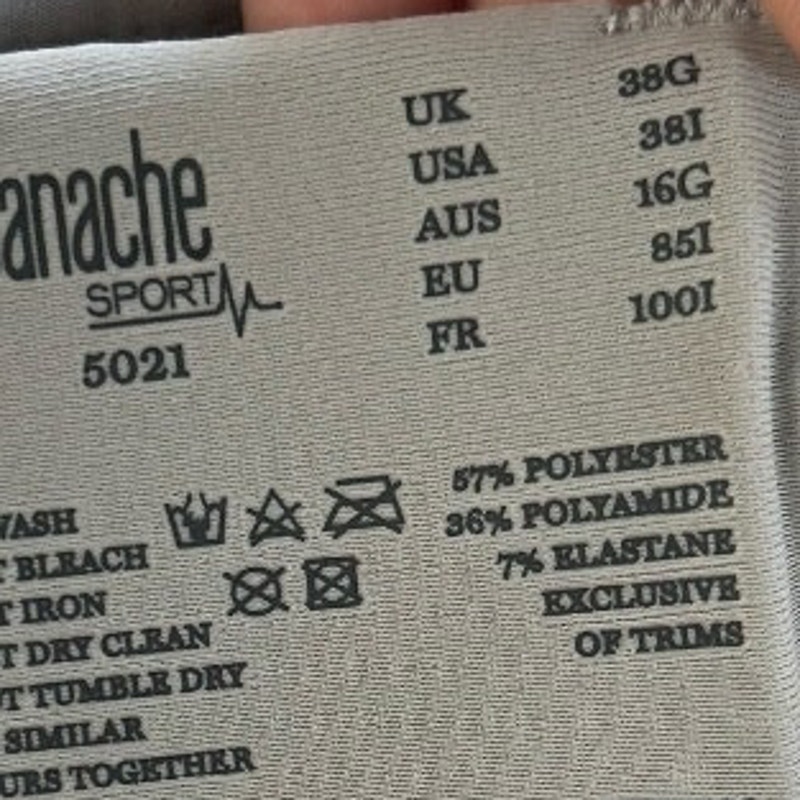 anache
SPORT
5021
UK 38G
USA 38I
AUS 16G
EU 85I
FR 100I
WASH
T BLEACH
T IRON
T DRY CLEAN
OT TUMBLE DRY
SIMILAR
URS TOGETHER
57% POLYESTER
36% POLYAMIDE
7% ELASTANE
EXCLUSIVE
OF TRIMS